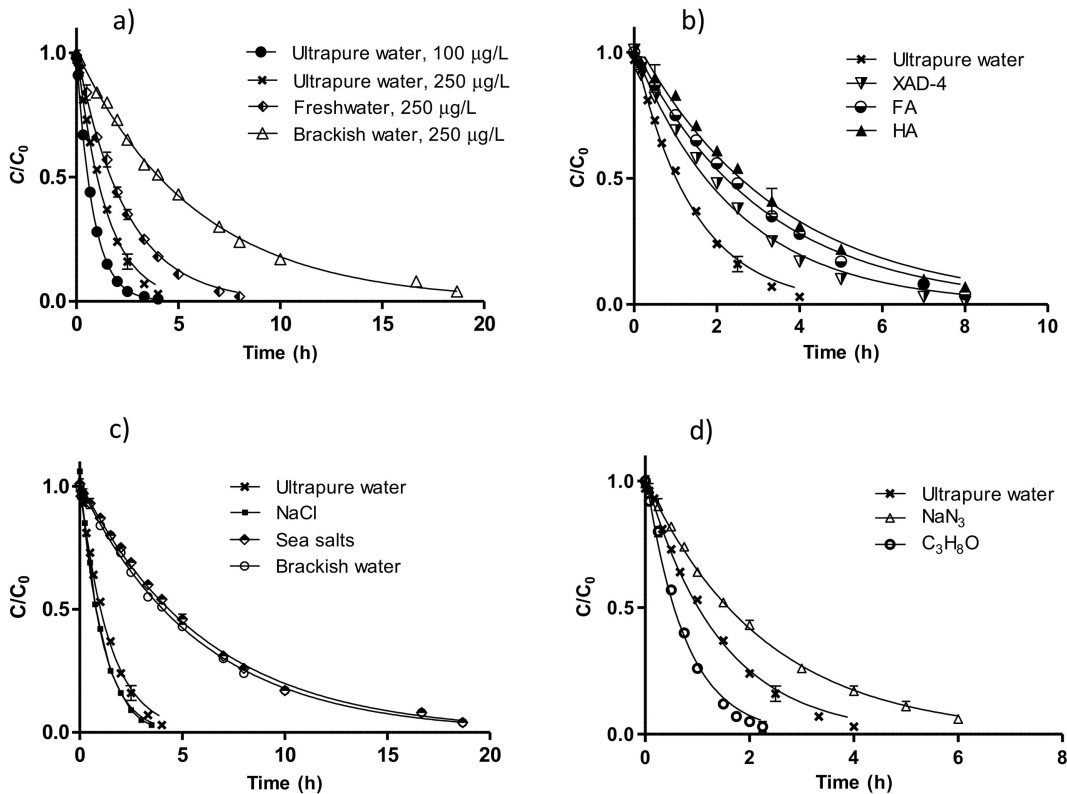 a)
Ultrapure water, 100 µg/L
Ultrapure water, 250 µg/L
Freshwater, 250 µg/L
Brackish water, 250 µg/L
1.0
0.5
0.0
C/C0
0 5 10 15 20
Time (h)
b)
Ultrapure water
XAD-4
FA
HA
1.0
0.5
0.0
C/C0
0 2 4 6 8 10
Time (h)
c)
Ultrapure water
NaCl
Sea salts
Brackish water
1.0
0.5
0.0
C/C0
0 5 10 15 20
Time (h)
d)
Ultrapure water
NaN3
C3H8O
1.0
0.5
0.0
C/C0
0 2 4 6 8
Time (h)